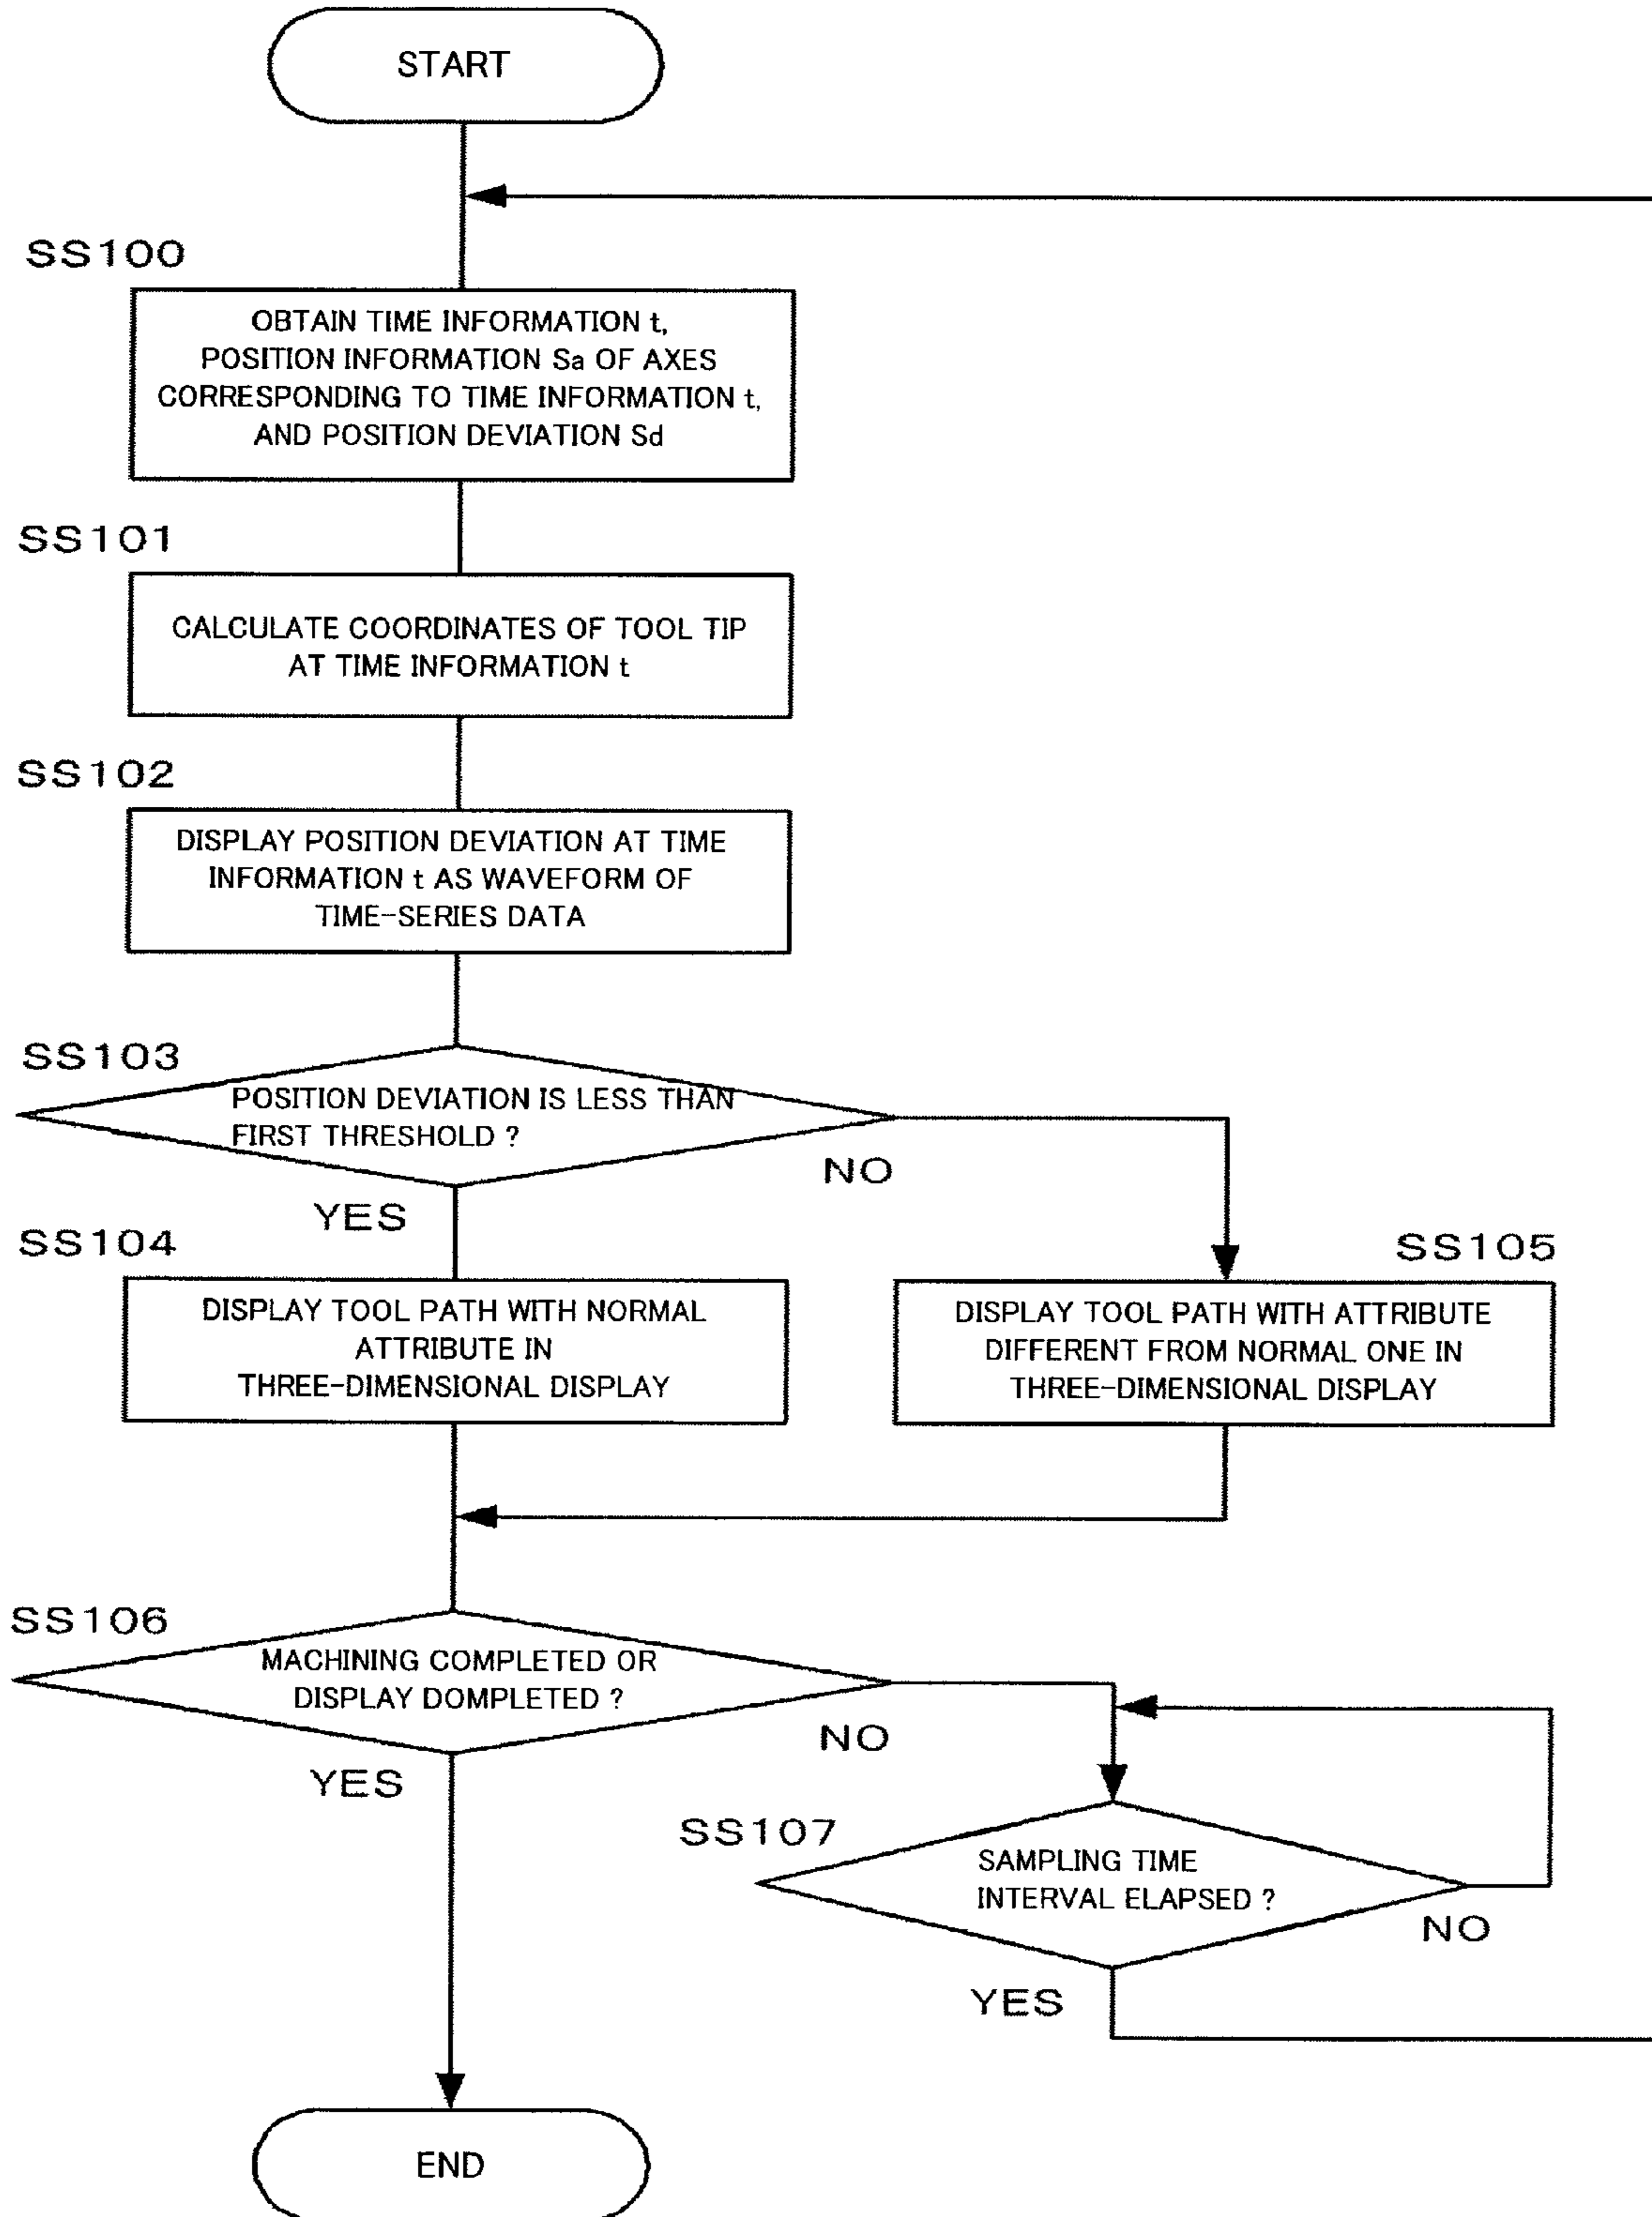 START
SS100
OBTAIN TIME INFORMATION t,
POSITION INFORMATION Sa OF AXES
CORRESPONDING TO TIME INFORMATION t,
AND POSITION DEVIATION Sd
SS101
CALCULATE COORDINATES OF TOOL TIP
AT TIME INFORMATION t
SS102
DISPLAY POSITION DEVIATION AT TIME
INFORMATION t AS WAVEFORM OF
TIME-SERIES DATA
SS103
POSITION DEVIATION IS LESS THAN
FIRST THRESHOLD ?
NO
YES
SS104
DISPLAY TOOL PATH WITH NORMAL
ATTRIBUTE IN
THREE-DIMENSIONAL DISPLAY
SS105
DISPLAY TOOL PATH WITH ATTRIBUTE
DIFFERENT FROM NORMAL ONE IN
THREE-DIMENSIONAL DISPLAY
SS106
MACHINING COMPLETED OR
DISPLAY DOMPLETED ?
NO
YES
SS107
SAMPLING TIME
INTERVAL ELAPSED ?
NO
YES
END